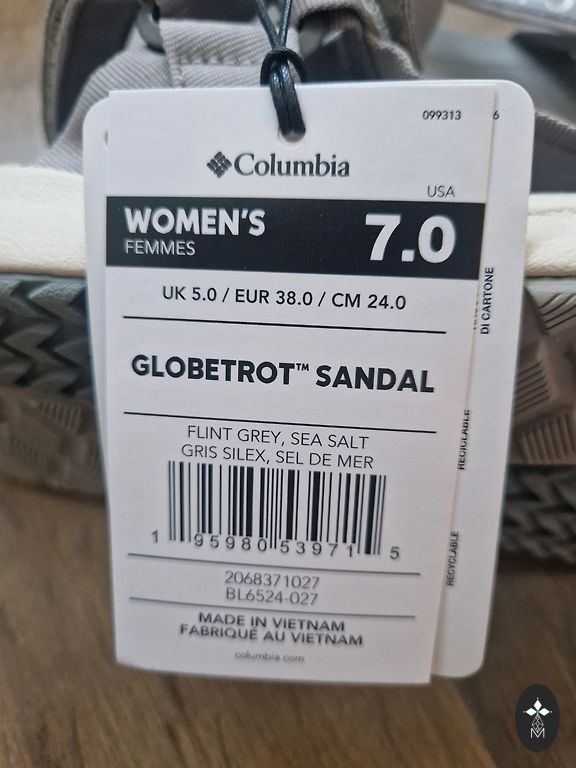 099313
6
Columbia
USA
WOMEN'S
7.0
FEMMES
UK 5.0 / EUR 38.0 / CM 24.0
GLOBETROT™ SANDAL
FLINT GREY, SEA SALT
GRIS SILEX, SEL DE MER
1 95980 53971 5
2068371027
BL6524-027
MADE IN VIETNAM
FABRIQUÉ AU VIETNAM
columbia.com
DI CARTONE
RECICLABLE
RECYCLABLE
M